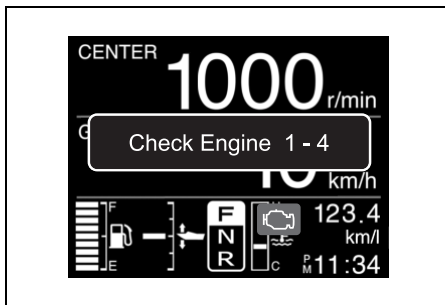 CENTER
1000 r/min
G
Check Engine 1 - 4
km/h
F
F
H
123.4
N
km/l
E
R
C
PM 11:34